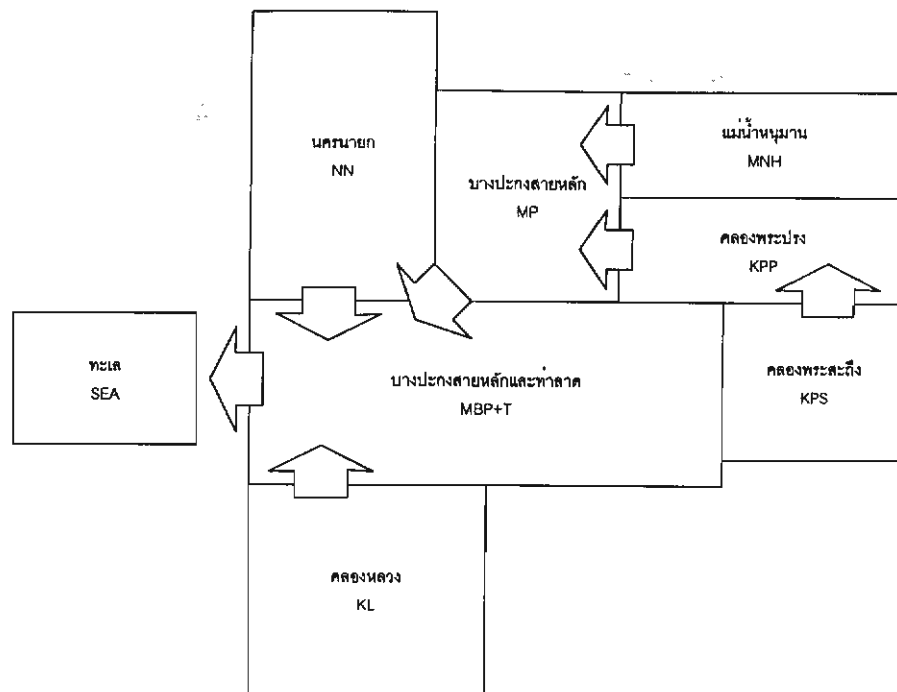 นครนายก
NN
บางปะกงสายหลัก
MP
แม่น้ำหนุมาน
MNH
คลองพระปรง
KPP
ทะเล
SEA
บางปะกงสายหลักและท่าลาด
MBP+T
คลองพระสะถึง
KPS
คลองหลวง
KL